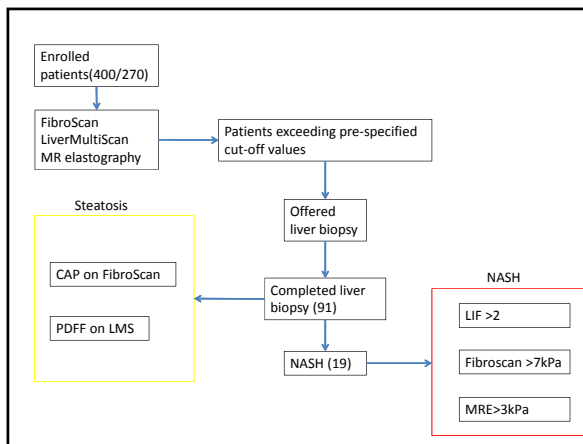 Enrolled
patients(400/270)
FibroScan
LiverMultiScan
MR elastography
Patients exceeding pre-specified
cut-off values
Offered
liver biopsy
Steatosis
CAP on FibroScan
PDFF on LMS
Completed liver
biopsy (91)
NASH (19)
NASH
LIF >2
Fibroscan >7kPa
MRE>3kPa